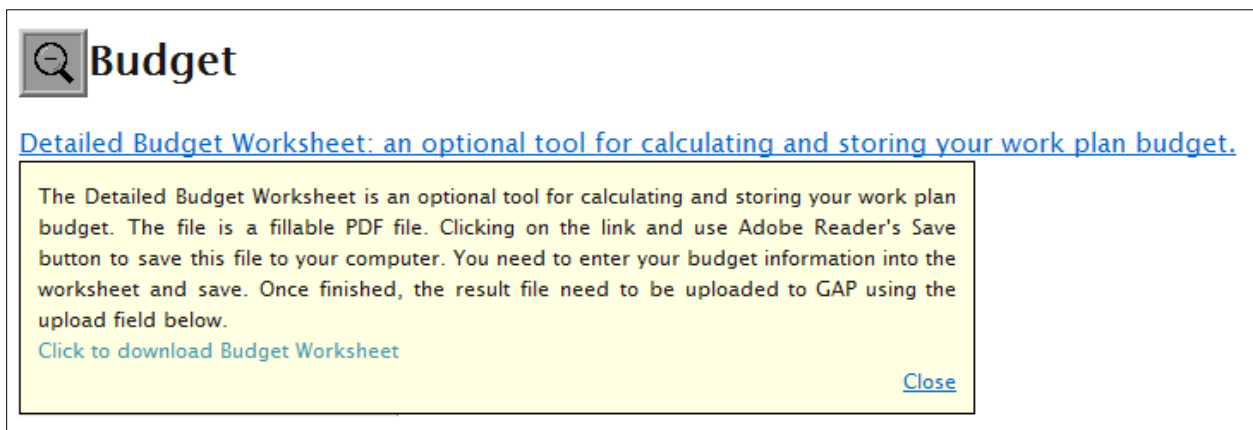 Budget
Detailed Budget Worksheet: an optional tool for calculating and storing your work plan budget.
The Detailed Budget Worksheet is an optional tool for calculating and storing your work plan
budget. The file is a fillable PDF file. Clicking on the link and use Adobe Reader's Save
button to save this file to your computer. You need to enter your budget information into the
worksheet and save. Once finished, the result file need to be uploaded to GAP using the
upload field below.
Click to download Budget Worksheet
Close